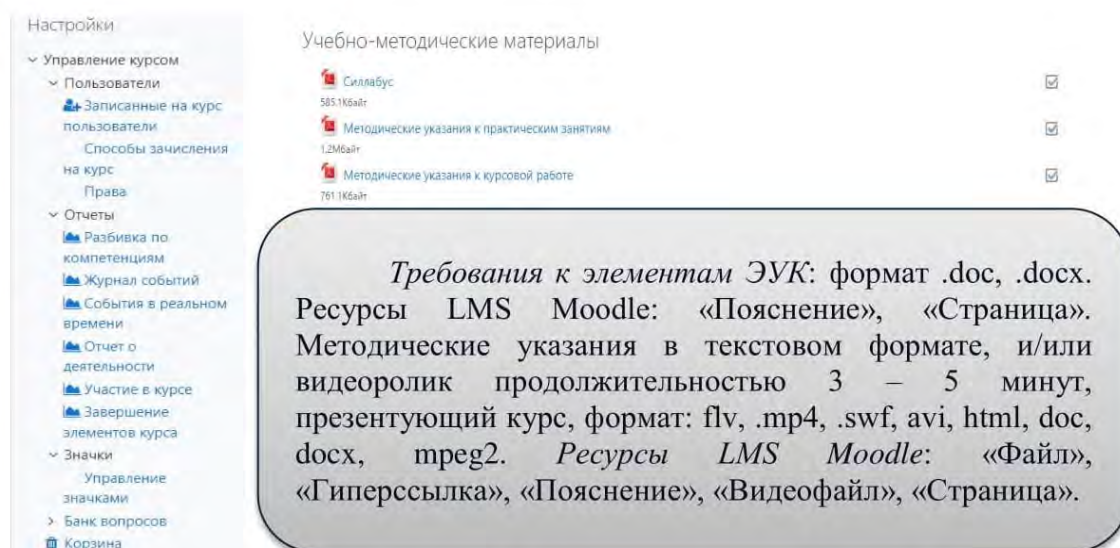 Настройки
Управление курсом
Пользователи
Записанные на курс
пользователи
Способы зачисления
на курс
Права
Отчеты
Разбивка по
компетенциям
Журнал событий
События в реальном
времени
Отчет о
деятельности
Участие в курсе
Завершение
элементов курса
Значки
Управление
значками
Банк вопросов
Корзина
Учебно-методические материалы
Силлабус
585.1Кбайт
Методические указания к практическим занятиям
1.2Мбайт
Методические указания к курсовой работе
761.1Кбайт
Требования к элементам ЭУК: формат .doc, .docx.
Ресурсы LMS Moodle: «Пояснение», «Страница».
Методические указания в текстовом формате, и/или
видеоролик продолжительностью 3 – 5 минут,
презентующий курс, формат: flv, .mp4, .swf, avi, html, doc,
docx, mpeg2. Ресурсы LMS Moodle: «Файл»,
«Гиперссылка», «Пояснение», «Видеофайл», «Страница».